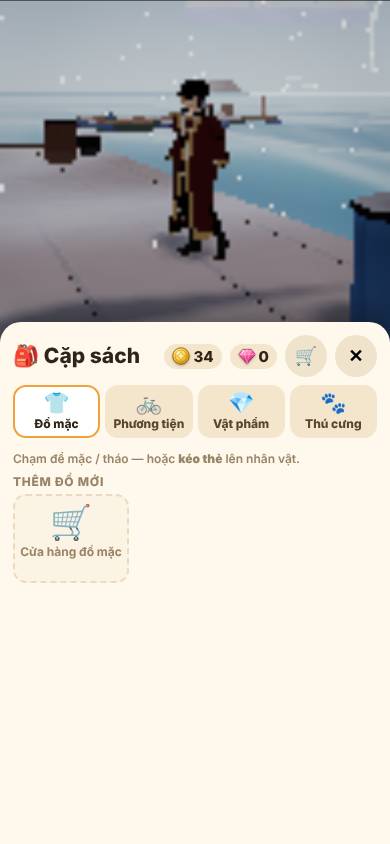 Cặp sách
34
0
✕
Đồ mặc
Phương tiện
Vật phẩm
Thú cưng
Chạm để mặc / tháo — hoặc kéo thẻ lên nhân vật.
THÊM ĐỒ MỚI
Cửa hàng đồ mặc